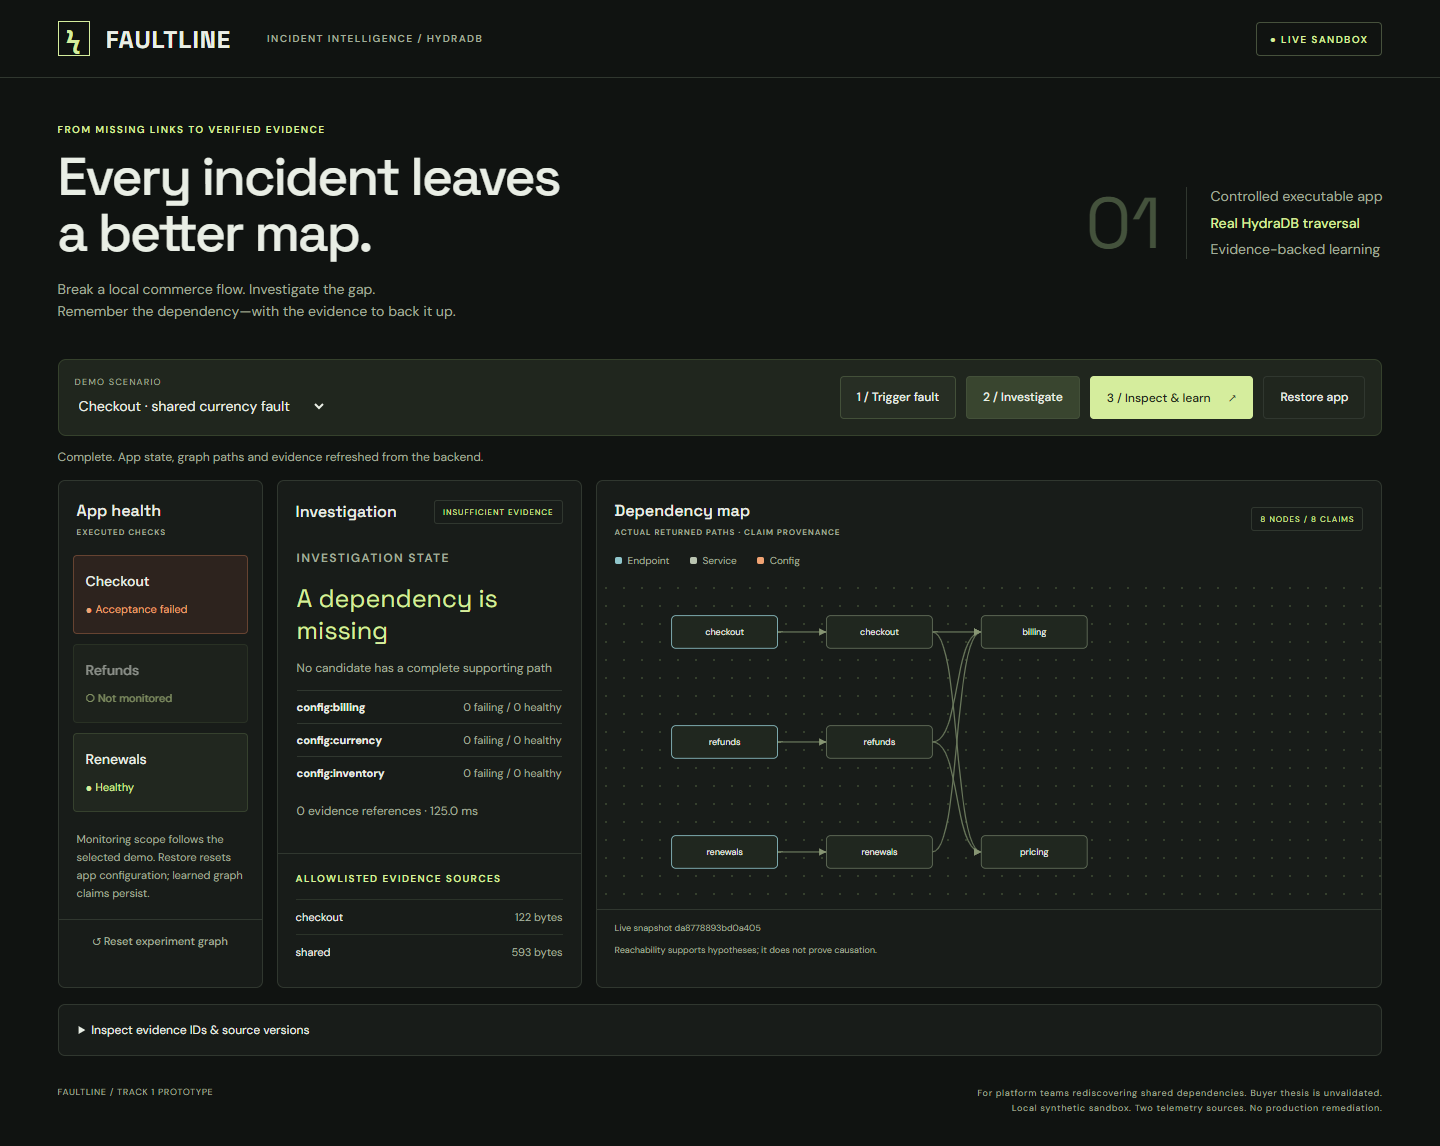 FAULTLINE
INCIDENT INTELLIGENCE / HYDRADB
● LIVE SANDBOX
FROM MISSING LINKS TO VERIFIED EVIDENCE
Every incident leaves
a better map.
Break a local commerce flow. Investigate the gap.
Remember the dependency—with the evidence to back it up.
01
Controlled executable app
Real HydraDB traversal
Evidence-backed learning
DEMO SCENARIO
Checkout · shared currency fault
1 / Trigger fault
2 / Investigate
3 / Inspect & learn ↗
Restore app
Complete. App state, graph paths and evidence refreshed from the backend.
App health
EXECUTED CHECKS
Checkout
● Acceptance failed
Refunds
○ Not monitored
Renewals
● Healthy
Monitoring scope follows the
selected demo. Restore resets
app configuration; learned graph
claims persist.
↺ Reset experiment graph
Investigation
INSUFFICIENT EVIDENCE
INVESTIGATION STATE
A dependency is
missing
No candidate has a complete supporting path
config:billing 0 failing / 0 healthy
config:currency 0 failing / 0 healthy
config:inventory 0 failing / 0 healthy
0 evidence references · 125.0 ms
ALLOWLISTED EVIDENCE SOURCES
checkout 122 bytes
shared 593 bytes
Dependency map
ACTUAL RETURNED PATHS · CLAIM PROVENANCE
8 NODES / 8 CLAIMS
Endpoint Service Config
checkout checkout billing
refunds refunds
renewals renewals pricing
Live snapshot da8778893bd0a405
Reachability supports hypotheses; it does not prove causation.
▶ Inspect evidence IDs & source versions
FAULTLINE / TRACK 1 PROTOTYPE
For platform teams rediscovering shared dependencies. Buyer thesis is unvalidated.
Local synthetic sandbox. Two telemetry sources. No production remediation.